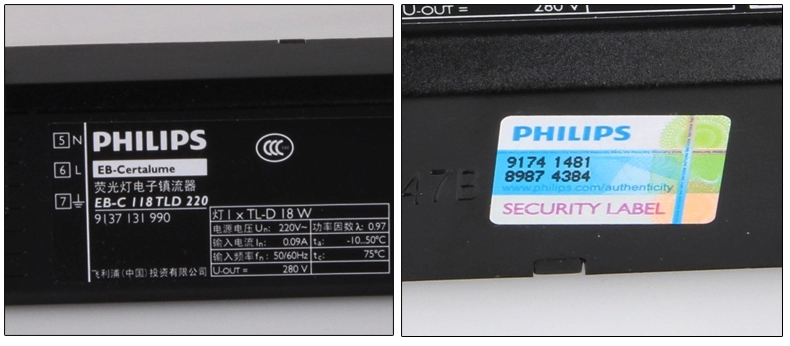 5 N
6 L
7
PHILIPS
EB-Certalume
荧光灯电子镇流器
EB-C 118 TLD 220
9137 131 990
飞利浦(中国)投资有限公司
CCC
灯 1 x TL-D 18 W
电源电压 Un: 220V~ 功率因数 λ: 0.97
输入电流 In: 0.09A ta: -10..50°C
输入频率 fn: 50/60Hz tc: 75°C
U-OUT = 280 V
U-OUT = 280 V
47B
PHILIPS
9174 1481
8987 4384
www.philips.com/authenticity
SECURITY LABEL